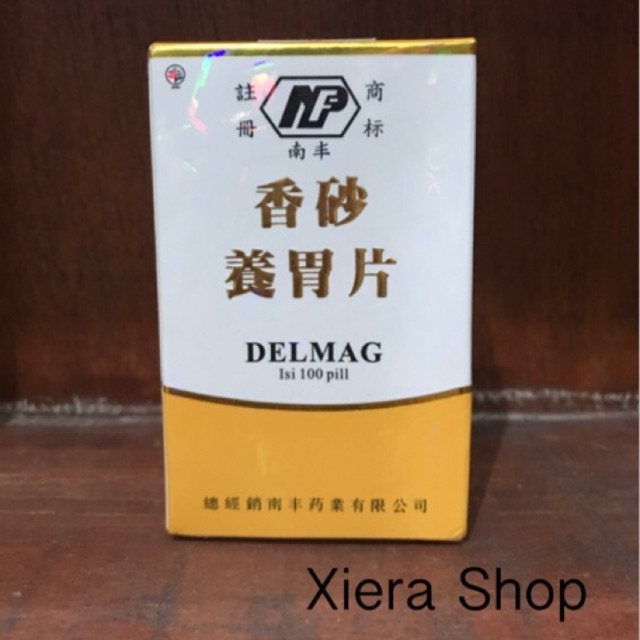 註冊 NF 商标
南丰
香砂
養胃片
DELMAG
Isi 100 pill
總經銷南丰药業有限公司
Xiera Shop